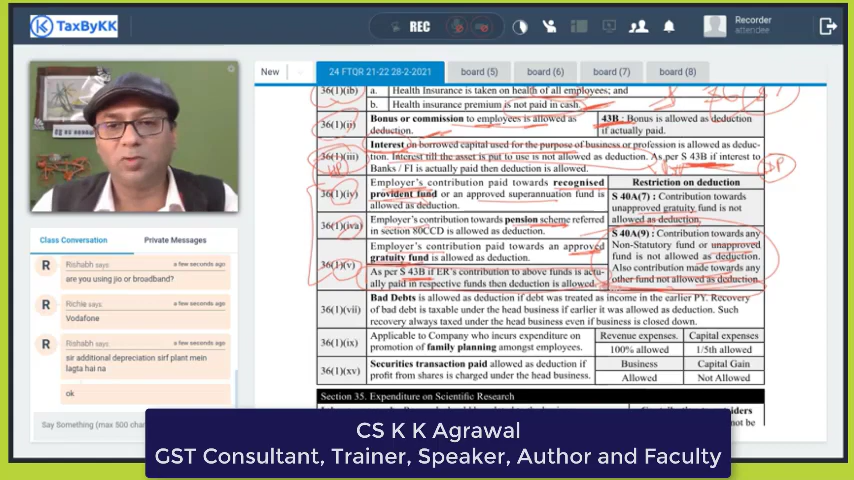 TaxByKK
REC
Recorder
attendee
New
24 FTQR 21-22 28-2-2021
board (5)
board (6)
board (7)
board (8)
36(1)(ib)
a.
Health Insurance is taken on health of all employees; and
b.
Health insurance premium is not paid in cash.
36(1)(ii)
Bonus or commission to employees is allowed as
deduction.
43B : Bonus is allowed as deduction
if actually paid.
36(1)(iii)
Interest on borrowed capital used for the purpose of business or profession is allowed as deduc-
tion. Interest till the asset is put to use is not allowed as deduction. As per S 43B if interest to
Banks / FI is actually paid then deduction is allowed.
36(1)(iv)
Employer's contribution paid towards recognised
provident fund or an approved superannuation fund is
allowed as deduction.
Restriction on deduction
S 40A(7) : Contribution towards
unapproved gratuity fund is not
allowed as deduction.
36(1)(iva)
Employer's contribution towards pension scheme referred
in section 80CCD is allowed as deduction.
S 40A(9) : Contribution towards any
Non-Statutory fund or unapproved
fund is not allowed as deduction.
Also contribution made towards any
other fund not allowed as deduction.
36(1)(v)
Employer's contribution paid towards an approved
gratuity fund is allowed as deduction.
As per S 43B if ER's contribution to above funds is actu-
ally paid in respective funds then deduction is allowed.
36(1)(vii)
Bad Debts is allowed as deduction if debt was treated as income in the earlier PY. Recovery
of bad debt is taxable under the head business if earlier it was allowed as deduction. Such
recovery always taxed under the head business even if business is closed down.
36(1)(ix)
Applicable to Company who incurs expenditure on
promotion of family planning amongst employees.
Revenue expenses.
Capital expenses
100% allowed
1/5th allowed
36(1)(xv)
Securities transaction paid allowed as deduction if
profit from shares is charged under the head business.
Business
Capital Gain
Allowed
Not Allowed
Section 35. Expenditure on Scientific Research
Class Conversation
Private Messages
R
Rishabh says:
a few seconds ago
are you using jio or broadband?
R
Richie says:
a few seconds ago
Vodafone
R
Rishabh says:
a few seconds ago
sir additional depreciation sirf plant mein
lagta hai na
ok
Say Something (max 500 char
CS K K Agrawal
GST Consultant, Trainer, Speaker, Author and Faculty